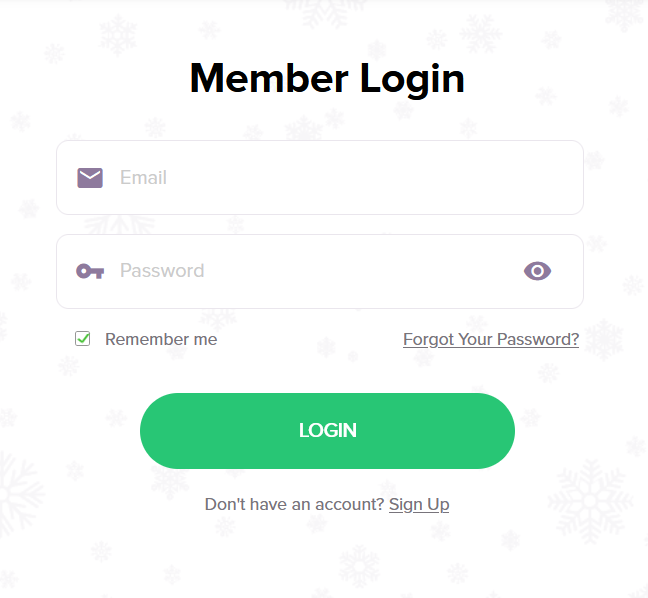 Member Login
Email
Password
Remember me Forgot Your Password?
LOGIN
Don't have an account? Sign Up